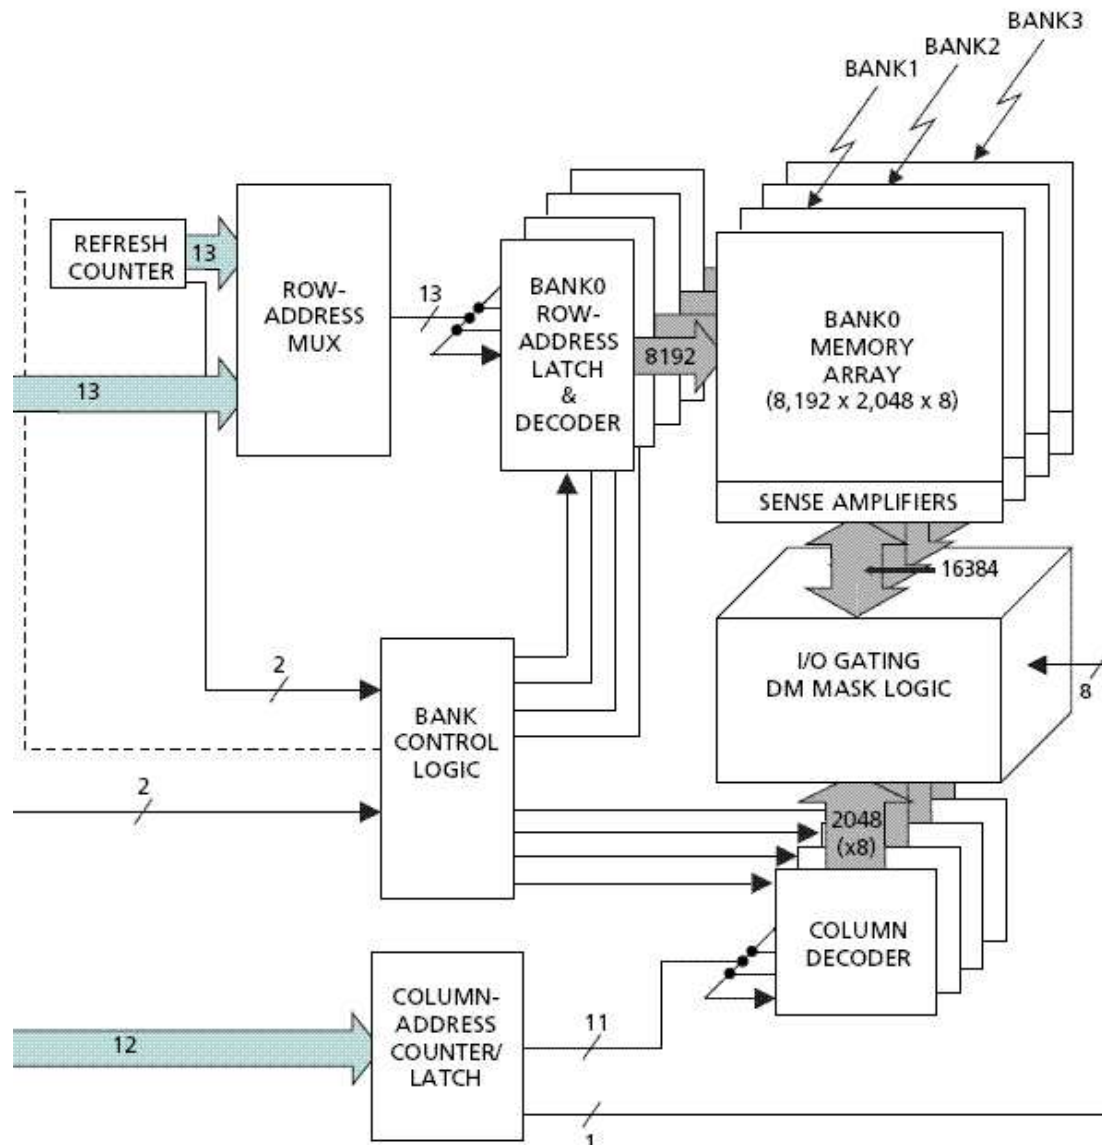 BANK3
BANK2
BANK1
REFRESH
COUNTER
13
ROW-
ADDRESS
MUX
13
13
BANK0
ROW-
ADDRESS
LATCH
&
DECODER
8192
BANK0
MEMORY
ARRAY
(8,192 x 2,048 x 8)
SENSE AMPLIFIERS
16384
I/O GATING
DM MASK LOGIC
8
2
BANK
CONTROL
LOGIC
2
2048
(x8)
COLUMN
DECODER
COLUMN-
ADDRESS
COUNTER/
LATCH
12
11
1